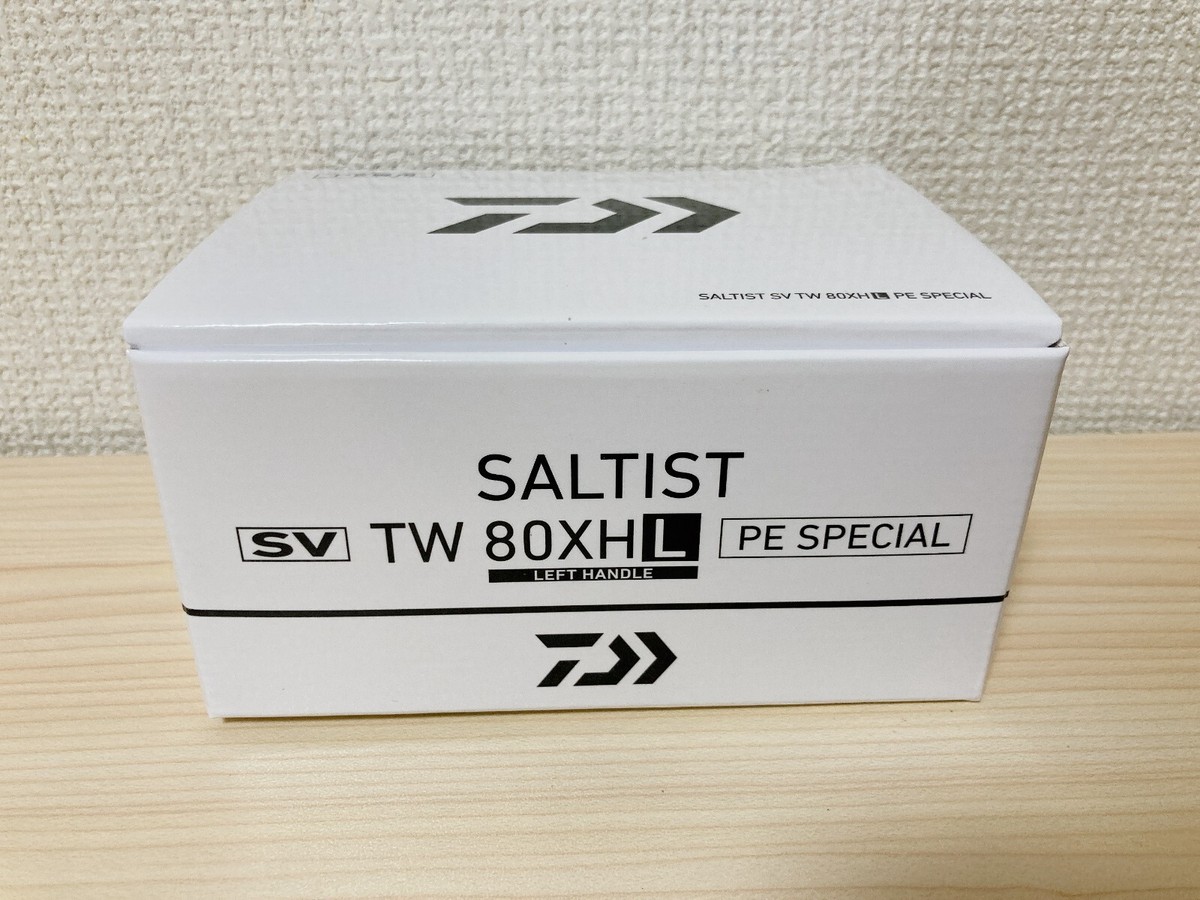 SALTIST SV TW 80XHL PE SPECIAL
SALTIST
SV TW 80XHL PE SPECIAL
LEFT HANDLE